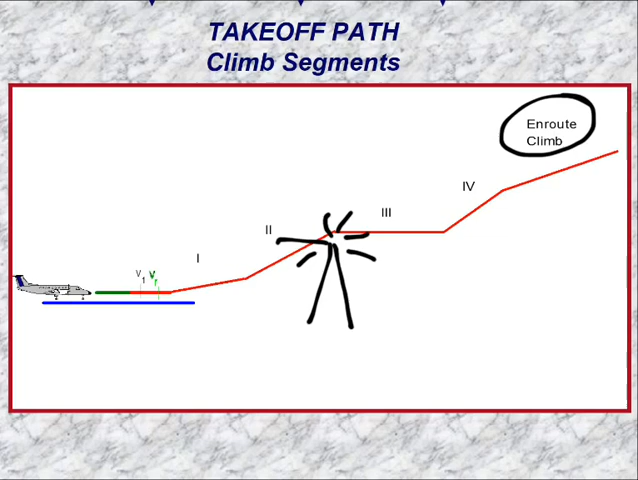 TAKEOFF PATH
Climb Segments
Enroute
Climb
IV
III
II
I
V1 Vr